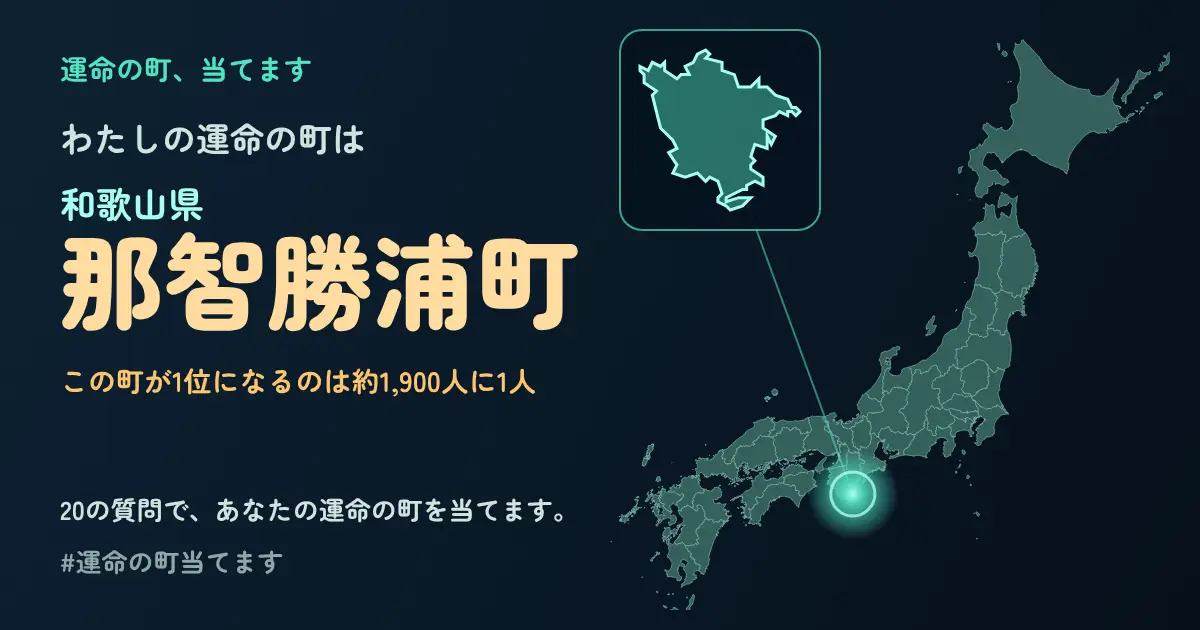 運命の町、当てます
わたしの運命の町は
和歌山県
那智勝浦町
この町が1位になるのは約1,900人に1人
20の質問で、あなたの運命の町を当てます。
#運命の町当てます